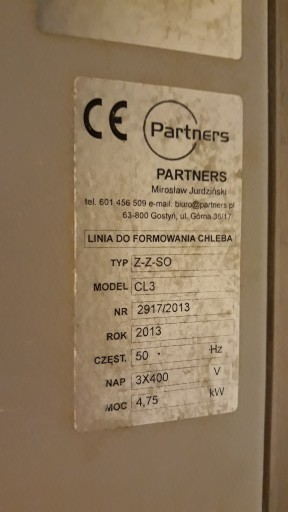 CE Partners
PARTNERS
Mirosław Jurdziński
tel. 601 456 509 e-mail: biuro@partners.pl
63-800 Gostyń, ul. Górna 36/17
LINIA DO FORMOWANIA CHLEBA
TYP Z-Z-SO
MODEL CL3
NR 2917/2013
ROK 2013
CZĘST. 50 Hz
NAP 3X400 V
MOC 4,75 kW